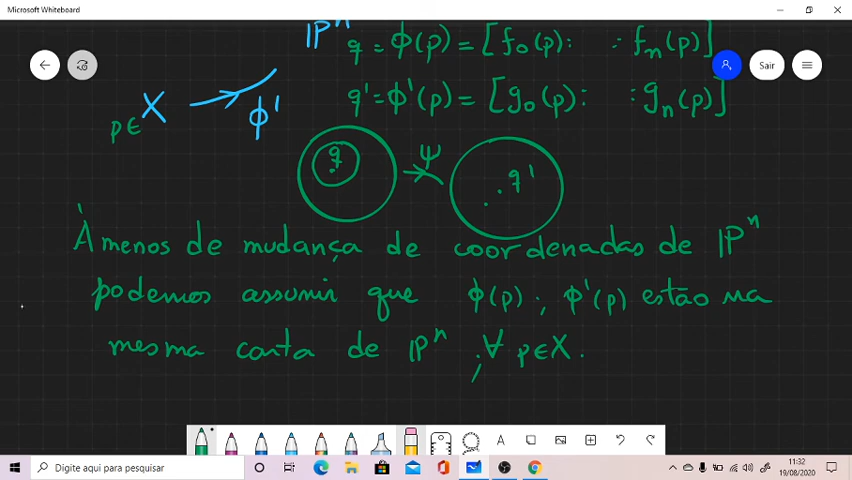 Microsoft Whiteboard
ℙⁿ
q = ϕ(p) = [f₀(p): : fₙ(p)]
Sair
q' = ϕ'(p) = [g₀(p): : gₙ(p)]
p ∈ X
ϕ'
q Ψ q'
À menos de mudança de coordenadas de ℙⁿ
podemos assumir que ϕ(p), ϕ'(p) estão na
mesma carta de ℙⁿ, ∀ p∈X.
Digite aqui para pesquisar
11:32
19/08/2020